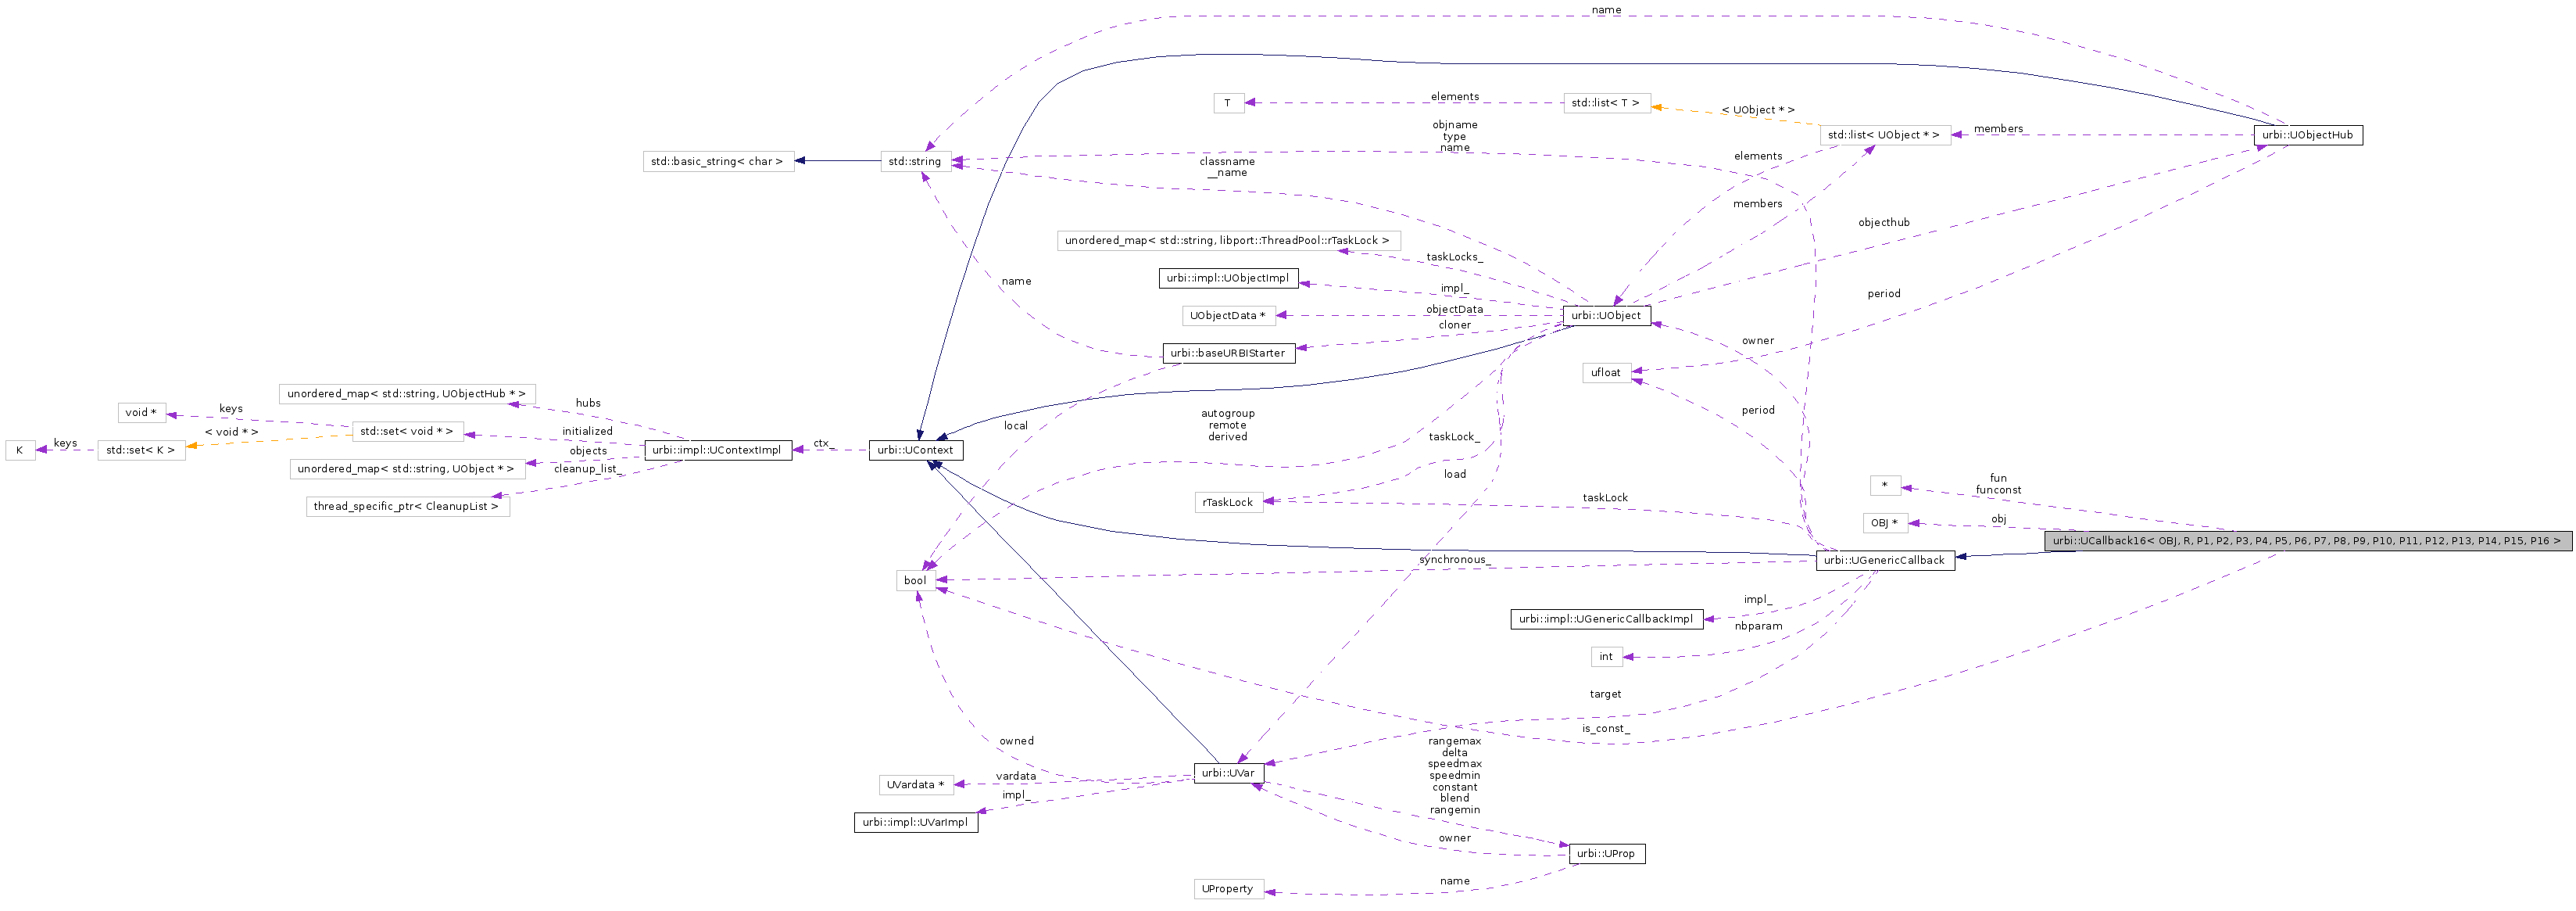 name
T
elements
std::list< T >
< UObject * >
objname
type
name
std::list< UObject * >
members
urbi::UObjectHub
std::basic_string< char >
std::string
classname
__name
elements
members
objecthub
unordered_map< std::string, libport::ThreadPool::rTaskLock >
taskLocks_
urbi::impl::UObjectImpl
name
impl_
period
UObjectData *
objectData
urbi::UObject
cloner
urbi::baseURBIStarter
owner
ufloat
unordered_map< std::string, UObjectHub * >
hubs
void *
keys
autogroup
remote
derived
period
local
< void * >
std::set< void * >
initialized
taskLock_
K
keys
std::set< K >
objects
urbi::impl::UContextImpl
ctx_
urbi::UContext
unordered_map< std::string, UObject * >
cleanup_list_
load
thread_specific_ptr< CleanupList >
rTaskLock
taskLock
*
fun
funconst
OBJ *
obj
urbi::UCallback16< OBJ, R, P1, P2, P3, P4, P5, P6, P7, P8, P9, P10, P11, P12, P13, P14, P15, P16 >
synchronous_
urbi::UGenericCallback
bool
impl_
urbi::impl::UGenericCallbackImpl
nbparam
int
target
is_const_
owned
rangemax
delta
speedmax
speedmin
constant
blend
rangemin
urbi::UVar
vardata
UVardata *
impl_
urbi::impl::UVarImpl
owner
urbi::UProp
name
UProperty